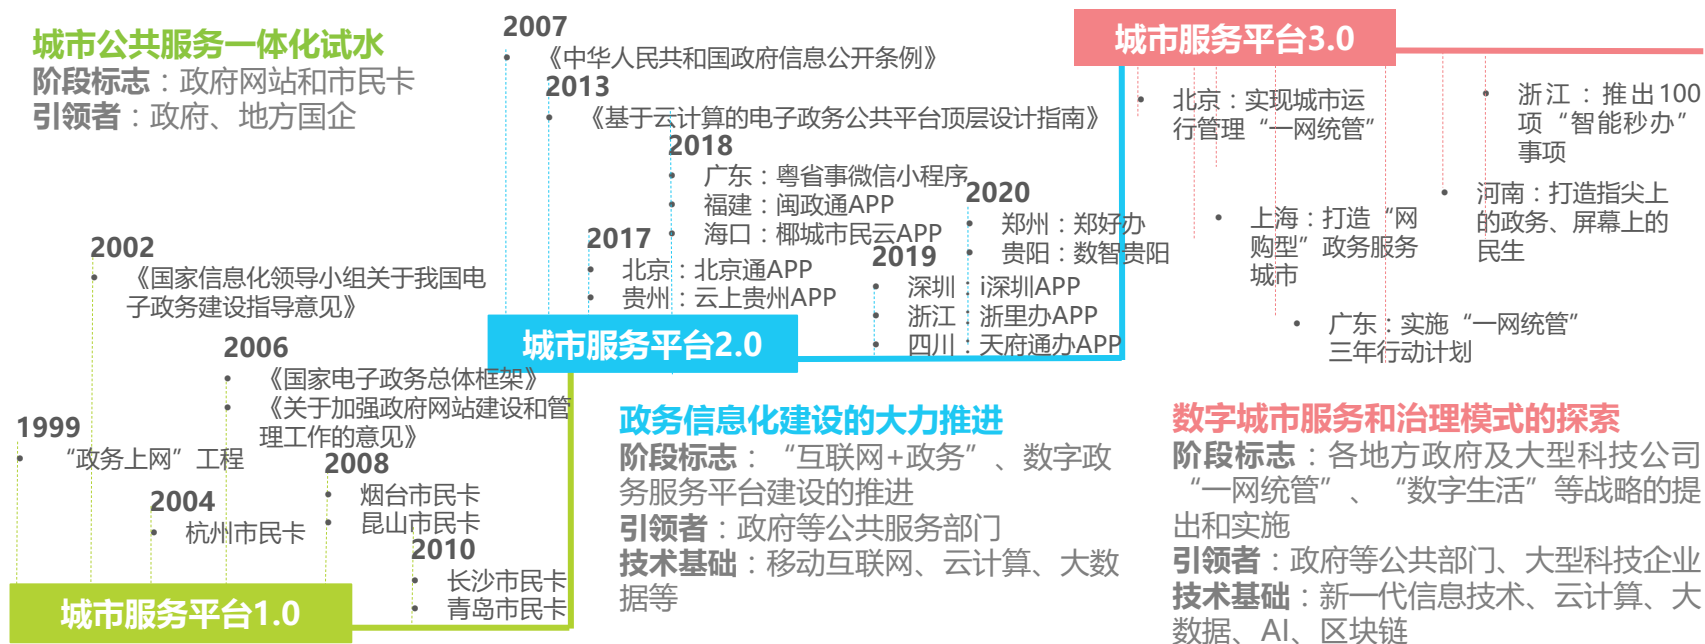 城市公共服务一体化试水
阶段标志：政府网站和市民卡
引领者：政府、地方国企
1999
• “政务上网”工程
2002
• 《国家信息化领导小组关于我国电
子政务建设指导意见》
2004
• 杭州市民卡
2006
• 《国家电子政务总体框架》
• 《关于加强政府网站建设和管
理工作的意见》
2008
• 烟台市民卡
• 昆山市民卡
2010
• 长沙市民卡
• 青岛市民卡
城市服务平台1.0
2007
• 《中华人民共和国政府信息公开条例》
2013
• 《基于云计算的电子政务公共平台顶层设计指南》
2017
• 北京：北京通APP
• 贵州：云上贵州APP
2018
• 广东：粤省事微信小程序
• 福建：闽政通APP
• 海口：椰城市民云APP
2019
• 深圳：i深圳APP
• 浙江：浙里办APP
• 四川：天府通办APP
2020
• 郑州：郑好办
• 贵阳：数智贵阳
城市服务平台2.0
政务信息化建设的大力推进
阶段标志：“互联网+政务”、数字政
务服务平台建设的推进
引领者：政府等公共服务部门
技术基础：移动互联网、云计算、大数
据等
城市服务平台3.0
• 北京：实现城市运
行管理“一网统管”
• 上海：打造“网
购型”政务服务
城市
• 广东：实施“一网统管”
三年行动计划
• 河南：打造指尖上
的政务、屏幕上的
民生
• 浙江：推出100
项“智能秒办”
事项
数字城市服务和治理模式的探索
阶段标志：各地方政府及大型科技公司
“一网统管”、“数字生活”等战略的提
出和实施
引领者：政府等公共部门、大型科技企业
技术基础：新一代信息技术、云计算、大
数据、AI、区块链